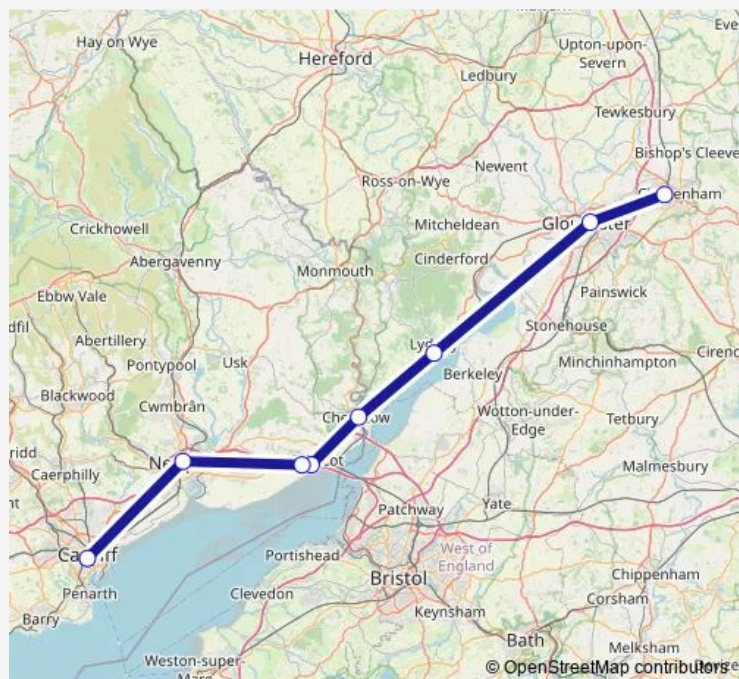 Hay on Wye
Hereford
Upton-upon-
Severn
Ledbury
Tewkesbury
Bishop's Cleeve
Newent
Ross-on-Wye
Crickhowell
Mitcheldean
Abergavenny
Cinderford
Monmouth
Ebbw Vale
Painswick
Abertillery
Stonehouse
Usk
Pontypool
Minchinhampton
Berkeley
Blackwood
Cwmbrân
Wotton-under-
Edge
Tetbury
Caerphilly
Malmesbury
Yate
Patchway
Portishead
West of
England
Bristol
Chippenham
Penarth
Clevedon
Keynsham
Corsham
Barry
Bath
Melksham
Weston-super-
© OpenStreetMap contributors